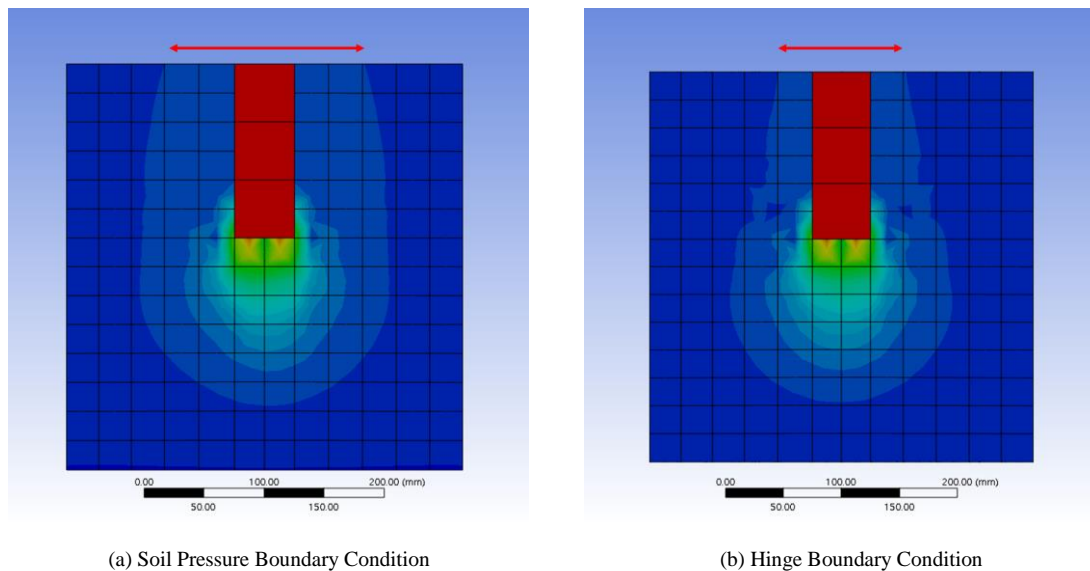 0.00 100.00 200.00 (mm)
50.00 150.00
(a) Soil Pressure Boundary Condition
0.00 100.00 200.00 (mm)
50.00 150.00
(b) Hinge Boundary Condition